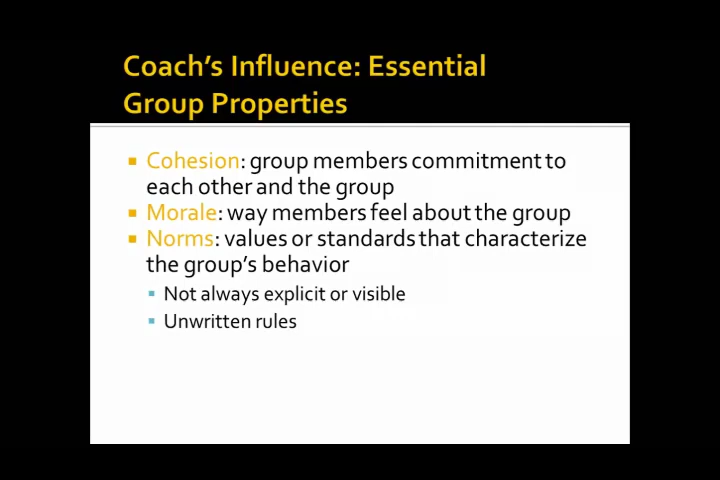 Coach's Influence: Essential
Group Properties
Cohesion: group members commitment to
each other and the group
Morale: way members feel about the group
Norms: values or standards that characterize
the group's behavior
Not always explicit or visible
Unwritten rules